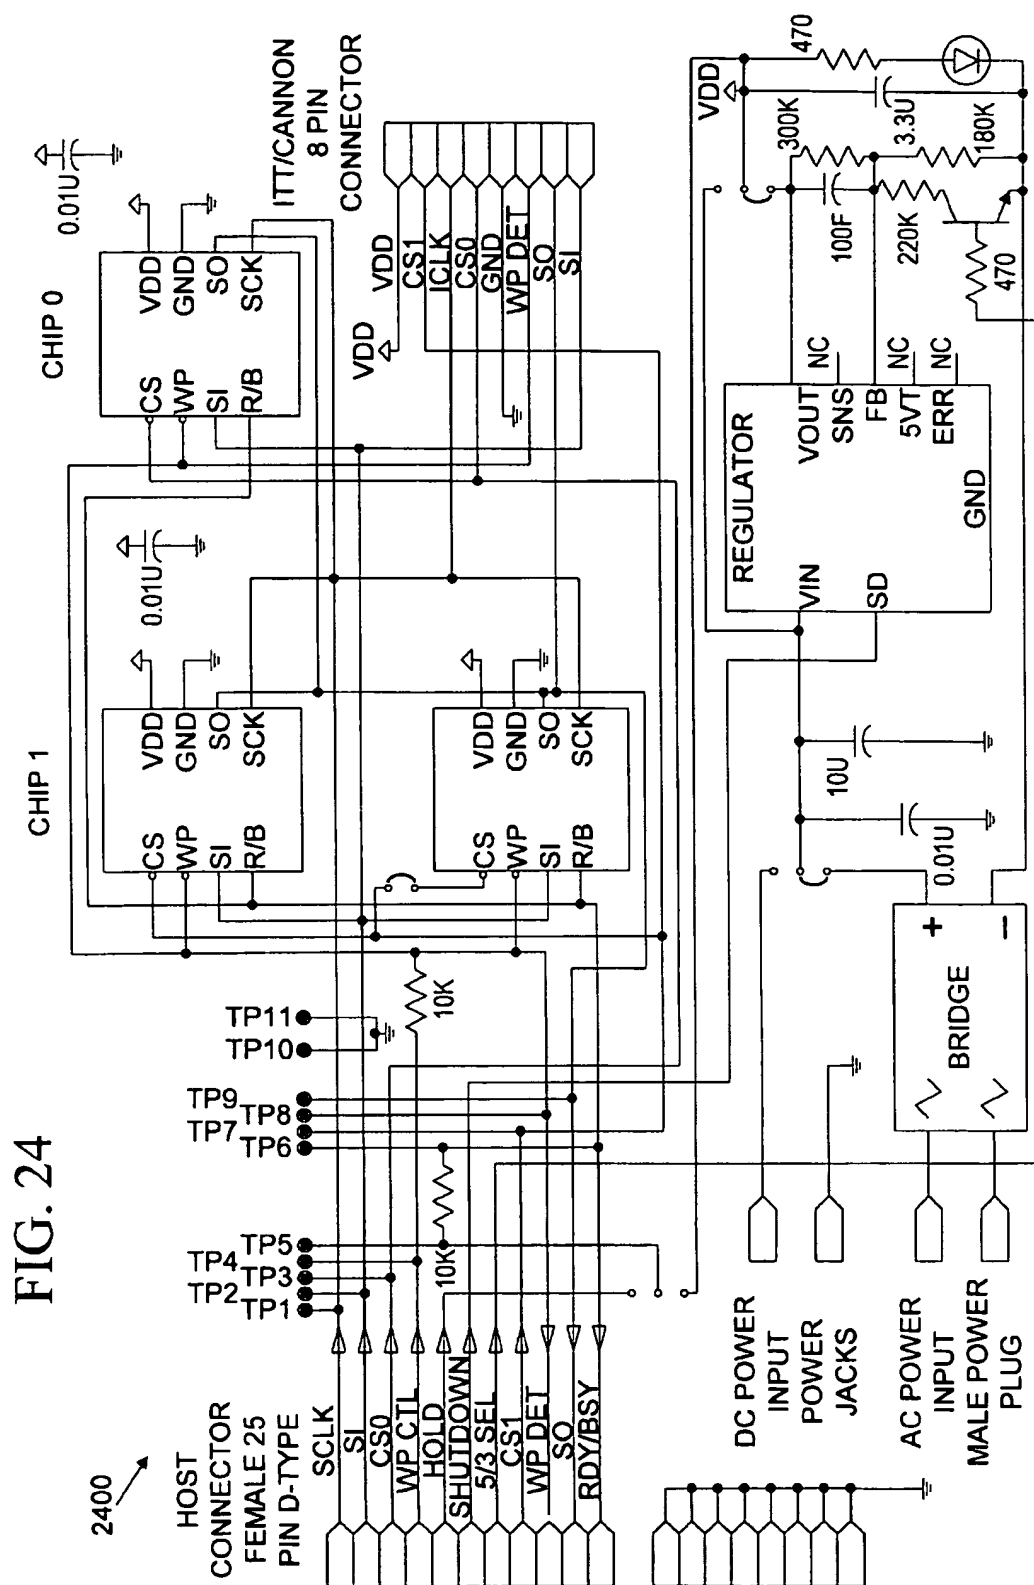 FIG. 24
2400
HOST
CONNECTOR
FEMALE 25
PIN D-TYPE
SCLK
SI
CS0
WP CTL
HOLD
SHUTDOWN
5/3 SEL
CS1
WP DET
SO
RDY/BSY
TP1
TP2
TP3
TP4
TP5
TP6
TP7
TP8
TP9
TP10
TP11
10K
10K
CHIP 1
CS
WP
SI
R/B
VDD
GND
SO
SCK
0.01U
CS
WP
SI
R/B
VDD
GND
SO
SCK
CHIP 0
CS
WP
SI
R/B
VDD
GND
SO
SCK
0.01U
ITT/CANNON
8 PIN
CONNECTOR
VDD
VDD
CS1
ICLK
CS0
GND
WP DET
SO
SI
DC POWER
INPUT
POWER
JACKS
AC POWER
INPUT
MALE POWER
PLUG
BRIDGE
+
−
0.01U
10U
REGULATOR
VIN
SD
VOUT
SNS
FB
5VT
ERR
GND
NC
NC
NC
VDD
300K
100F
220K
470
3.3U
180K
470